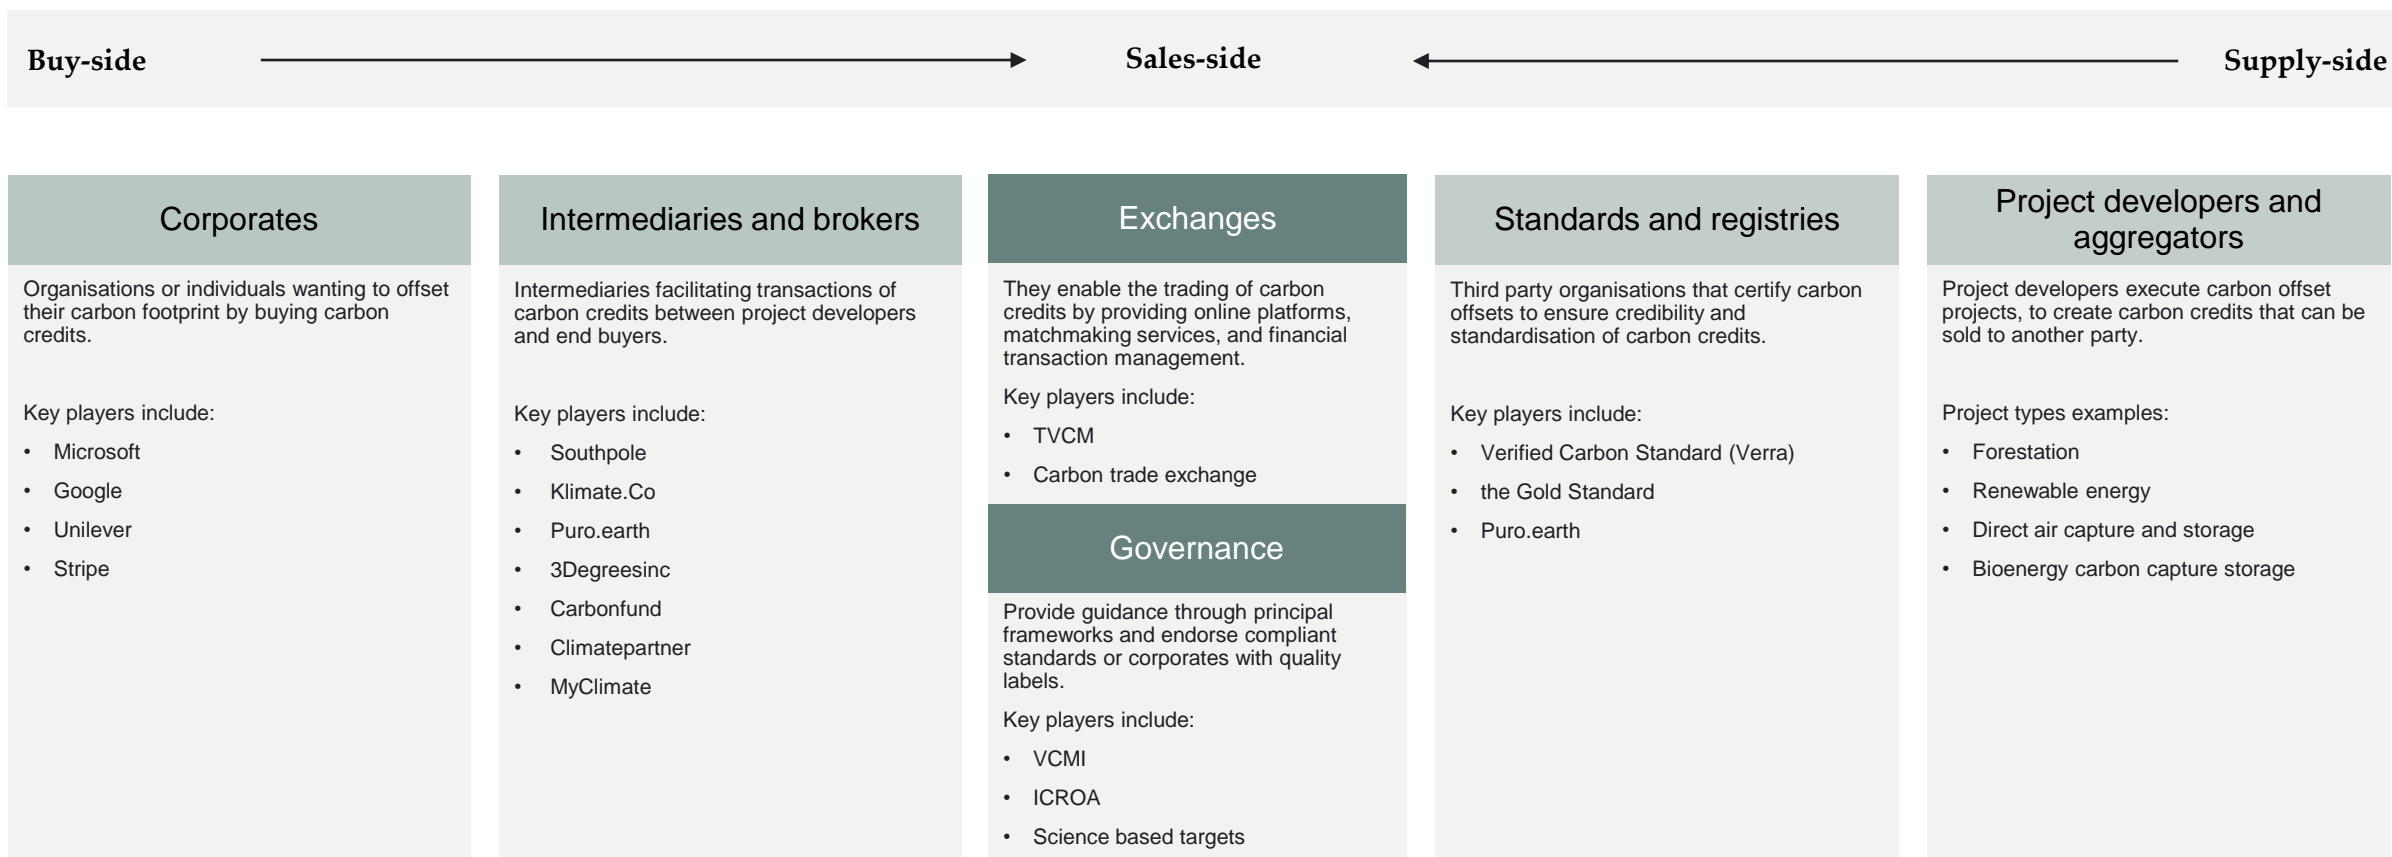 Buy-side
Sales-side
Supply-side
Corporates
Organisations or individuals wanting to offset
their carbon footprint by buying carbon
credits.
Key players include:
• Microsoft
• Google
• Unilever
• Stripe
Intermediaries and brokers
Intermediaries facilitating transactions of
carbon credits between project developers
and end buyers.
Key players include:
• Southpole
• Klimate.Co
• Puro.earth
• 3Degreesinc
• Carbonfund
• Climatepartner
• MyClimate
Exchanges
They enable the trading of carbon
credits by providing online platforms,
matchmaking services, and financial
transaction management.
Key players include:
• TVCM
• Carbon trade exchange
Governance
Provide guidance through principal
frameworks and endorse compliant
standards or corporates with quality
labels.
Key players include:
• VCMI
• ICROA
• Science based targets
Standards and registries
Third party organisations that certify carbon
offsets to ensure credibility and
standardisation of carbon credits.
Key players include:
• Verified Carbon Standard (Verra)
• the Gold Standard
• Puro.earth
Project developers and
aggregators
Project developers execute carbon offset
projects, to create carbon credits that can be
sold to another party.
Project types examples:
• Forestation
• Renewable energy
• Direct air capture and storage
• Bioenergy carbon capture storage